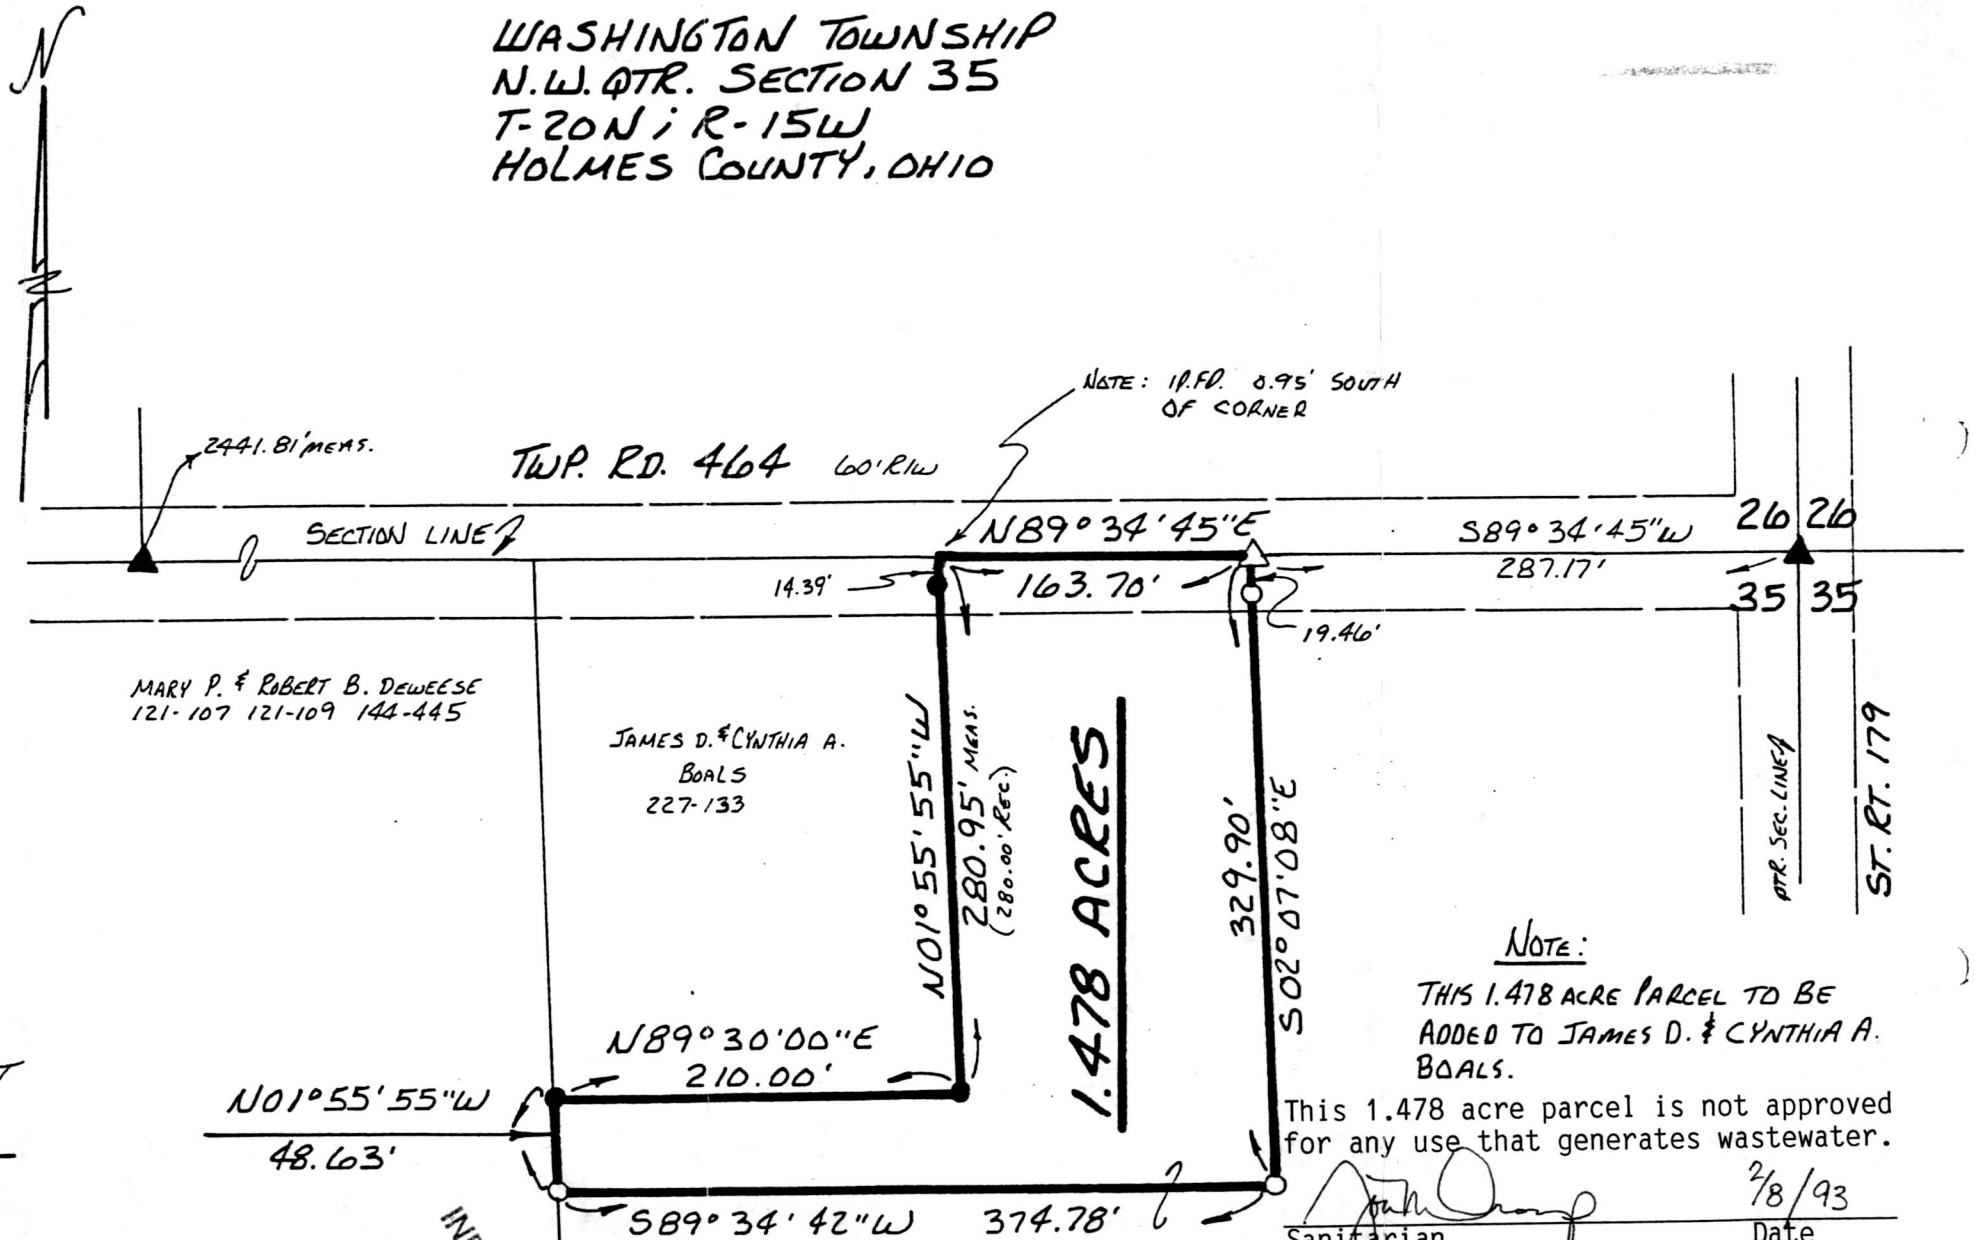 N
WASHINGTON TOWNSHIP
N.W. QTR. SECTION 35
T-20N; R-15W
HOLMES COUNTY, OHIO
NOTE: I.P.FD. 0.95' SOUTH
OF CORNER
2441.81' MEAS.
TWP. RD. 464 60' R/W
SECTION LINE
N89°34'45"E
163.70'
14.39'
19.46'
S89°34'45"W
287.17'
26 26
35 35
MARY P. & ROBERT B. DEWEESE
121-107 121-109 144-445
JAMES D. & CYNTHIA A.
BOALS
227-133
N01°55'55"W
280.95' MEAS.
(280.00' REC.)
1.478 ACRES
329.90'
S02°07'08"E
QTR. SEC. LINE
ST. RT. 179
N89°30'00"E
210.00'
N01°55'55"W
48.63'
S89°34'42"W 374.78'
NOTE:
THIS 1.478 ACRE PARCEL TO BE
ADDED TO JAMES D. & CYNTHIA A.
BOALS.
This 1.478 acre parcel is not approved
for any use that generates wastewater.
2/8/93
Sanitarian Date